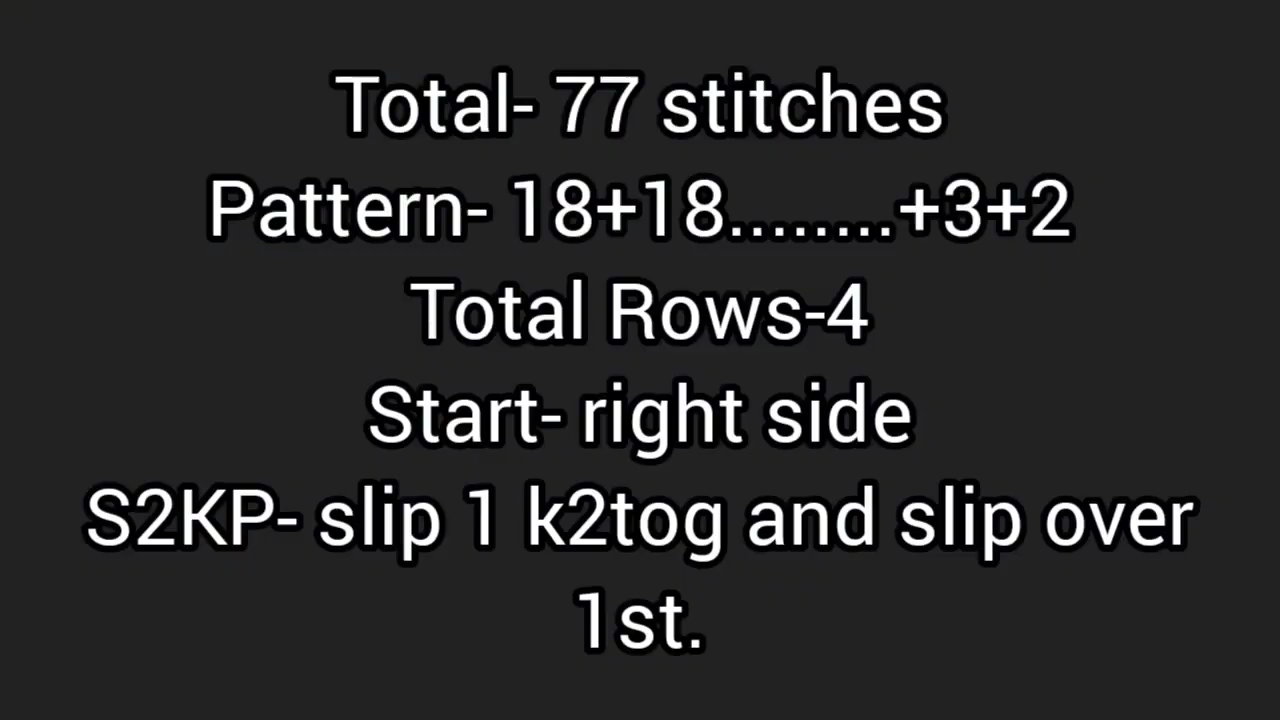 Total- 77 stitches
Pattern- 18+18........+3+2
Total Rows-4
Start- right side
S2KP- slip 1 k2tog and slip over
1st.